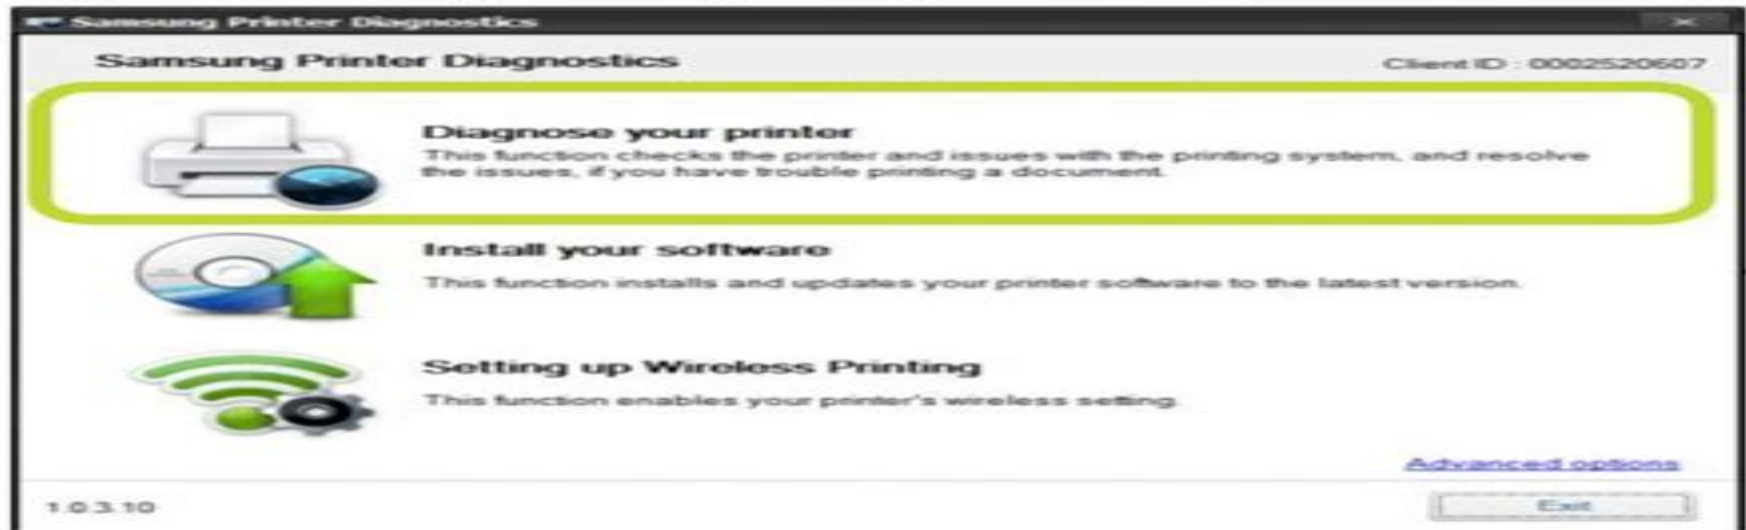 Samsung Printer Diagnostics
Samsung Printer Diagnostics
Client ID : 0002520607
Diagnose your printer
This function checks the printer and issues with the printing system, and resolve
the issues, if you have trouble printing a document.
Install your software
This function installs and updates your printer software to the latest version.
Setting up Wireless Printing
This function enables your printer's wireless setting.
Advanced options
1.0.3.10
Exit